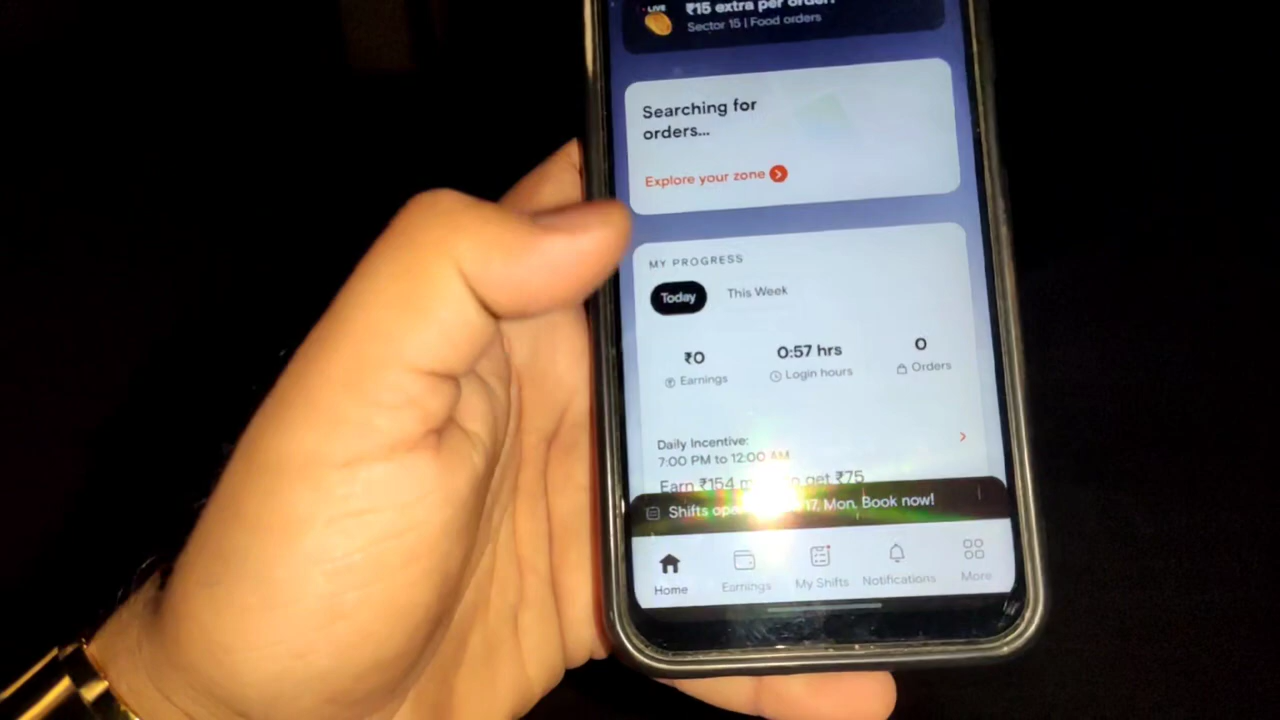 LIVE
₹15 extra per order!
Sector 15 | Food orders
Searching for
orders...
Explore your zone
MY PROGRESS
Today
This Week
₹0
0:57 hrs
0
Earnings
Login hours
Orders
Daily Incentive:
7:00 PM to 12:00 AM
Earn ₹154 get ₹75
Shifts 17, Mon. Book now!
Home
Earnings
My Shifts
Notifications
More